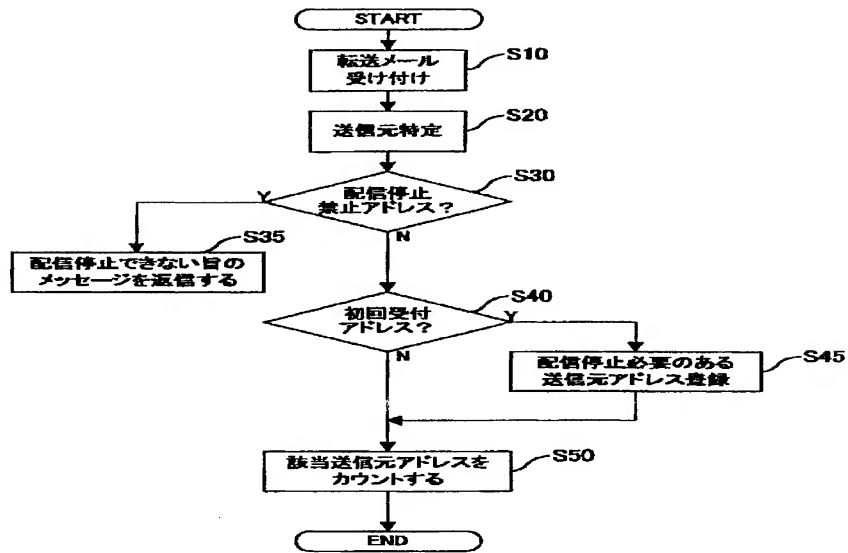 START
転送メール
受け付け
S10
送信元特定
S20
配信停止
禁止アドレス?
S30
Y
N
S35
配信停止できない旨の
メッセージを返信する
初回受付
アドレス?
S40
Y
N
配信停止必要のある
送信元アドレス登録
S45
該当送信元アドレスを
カウントする
S50
END